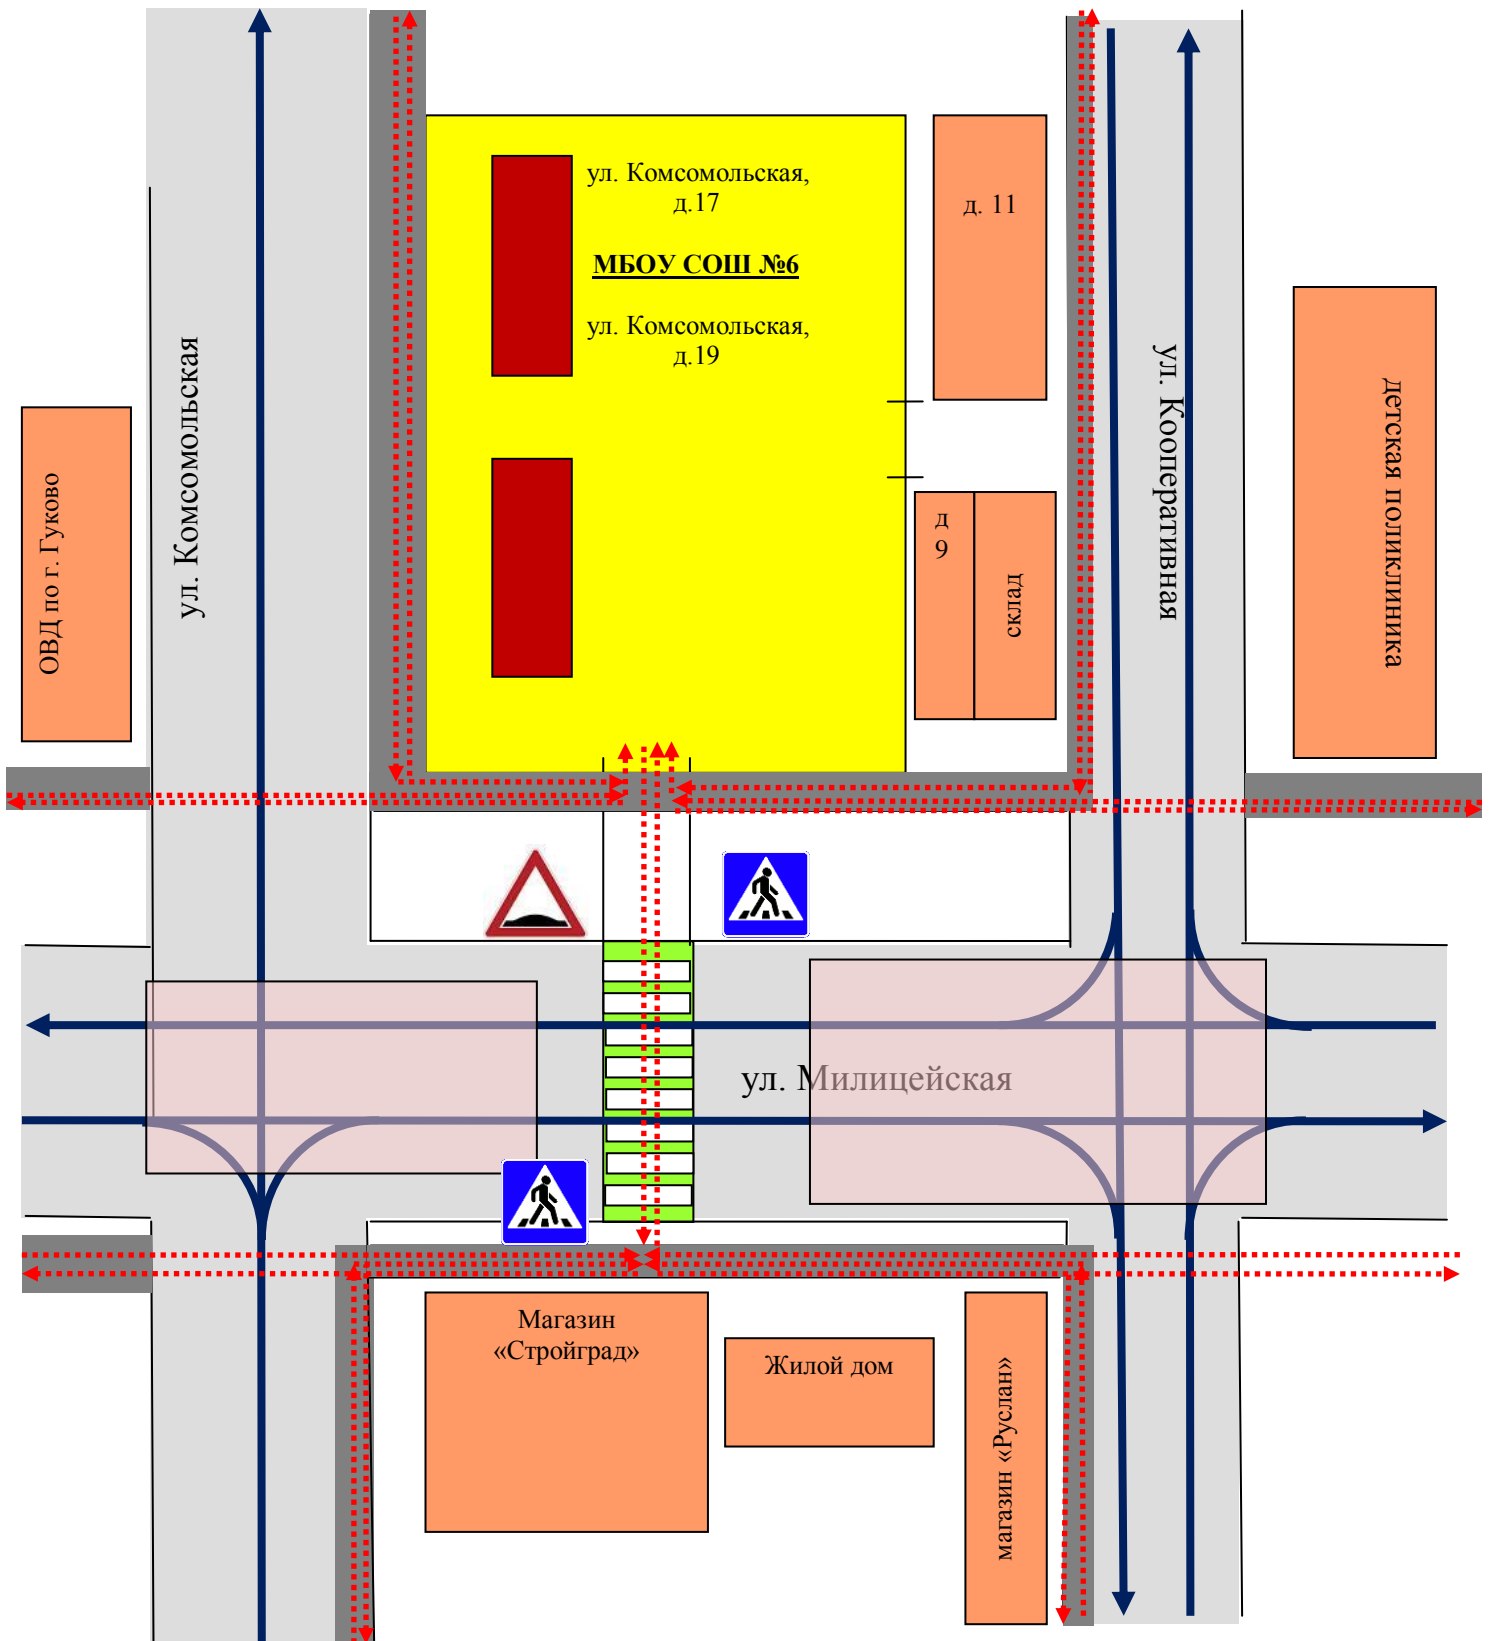 ул. Комсомольская,
д.17
МБОУ СОШ №6
ул. Комсомольская,
д.19
д. 11
ул. Комсомольская
ул. Кооперативная
детская поликлиника
ОВД по г. Гуково
д
9
склад
ул. Милицейская
Магазин
«Стройград»
Жилой дом
магазин «Руслан»